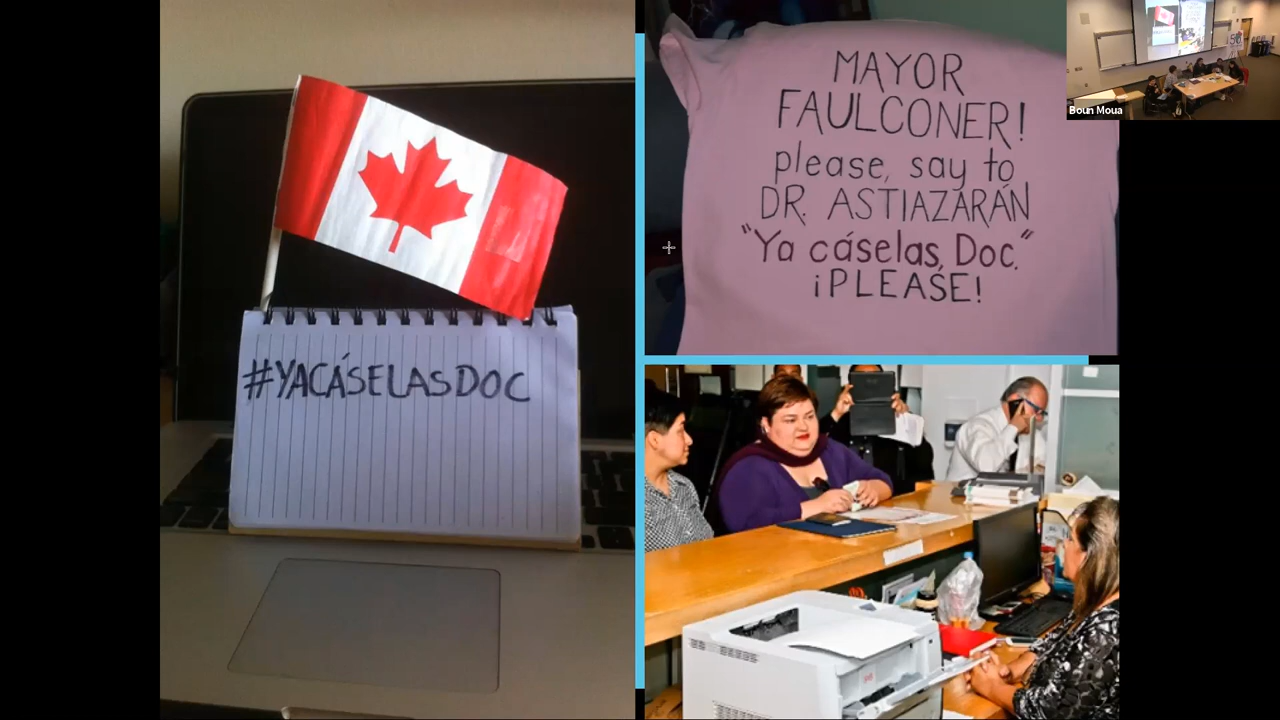 #YACÁSELASDOC
MAYOR
FAULCONER!
please, say to
DR. ASTIAZARÁN
"Ya cáselas, Doc."
¡PLEASE!
Boun Moua